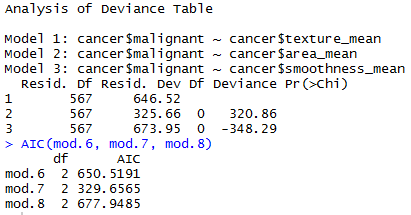 Analysis of Deviance Table
Model 1: cancer$malignant ~ cancer$texture_mean
Model 2: cancer$malignant ~ cancer$area_mean
Model 3: cancer$malignant ~ cancer$smoothness_mean
Resid. Df Resid. Dev Df Deviance Pr(>Chi)
1 567 646.52
2 567 325.66 0 320.86
3 567 673.95 0 -348.29
> AIC(mod.6, mod.7, mod.8)
df AIC
mod.6 2 650.5191
mod.7 2 329.6565
mod.8 2 677.9485